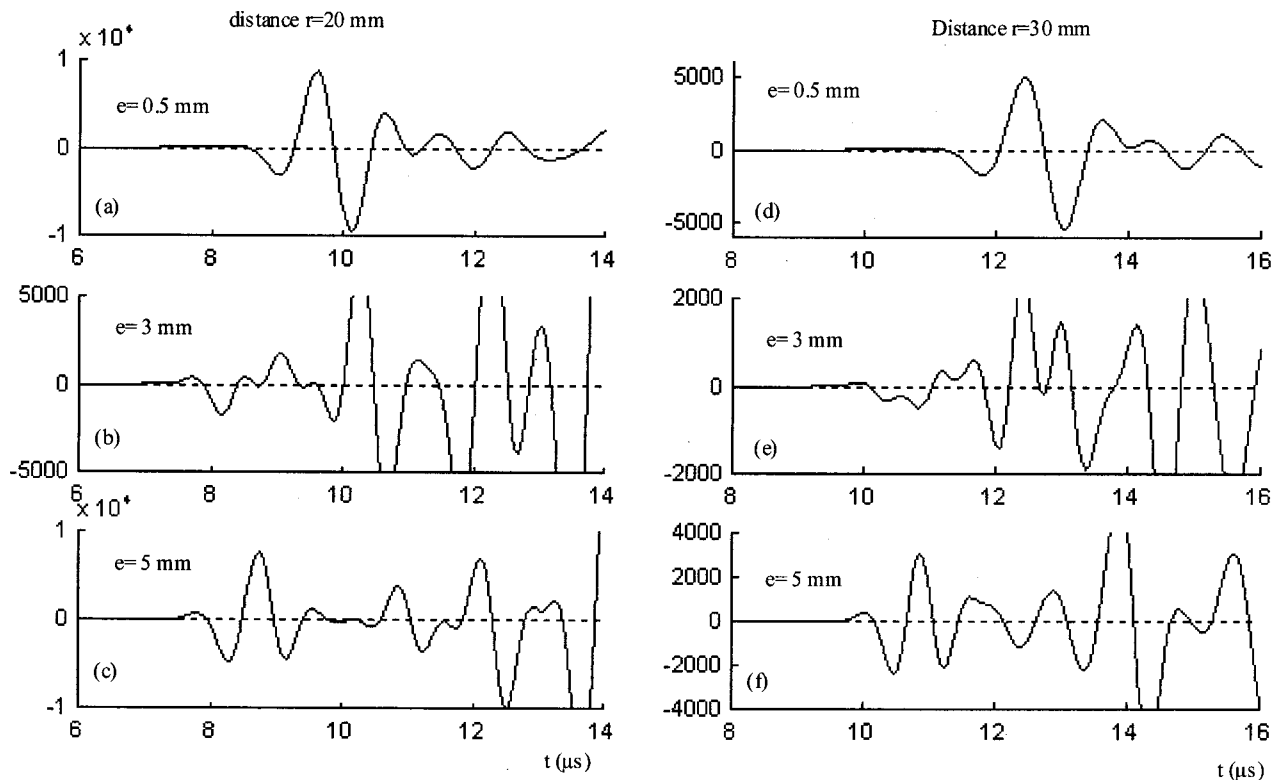 distance r=20 mm
Distance r=30 mm
× 10⁴
1
0
-1
e= 0.5 mm
(a)
6 8 10 12 14
5000
0
-5000
e= 0.5 mm
(d)
8 10 12 14 16
5000
0
-5000
e= 3 mm
(b)
6 8 10 12 14
2000
0
-2000
e= 3 mm
(e)
8 10 12 14 16
× 10⁴
1
0
-1
e= 5 mm
(c)
6 8 10 12 14
t (μs)
4000
2000
0
-2000
-4000
e= 5 mm
(f)
8 10 12 14 16
t (μs)